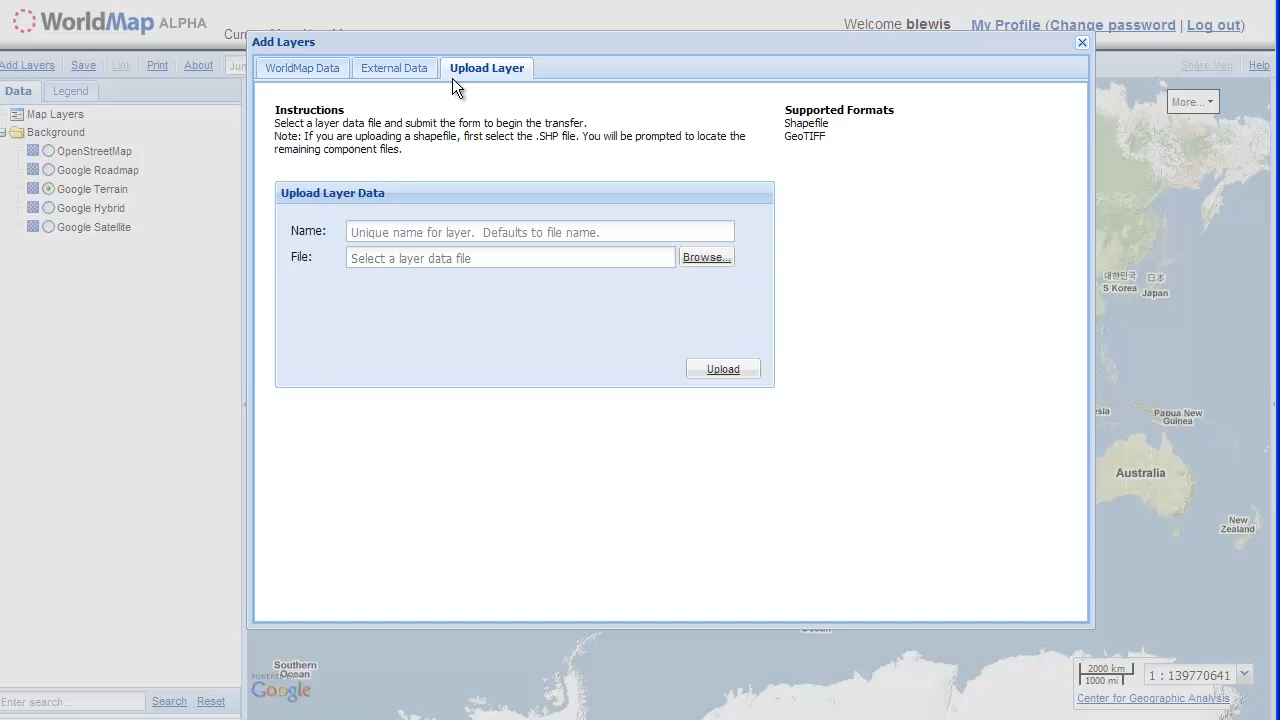 WorldMap ALPHA
Welcome blewis My Profile (Change password | Log out)
Add Layers
Add Layers Save Link Print About
Share Map Help
WorldMap Data External Data Upload Layer
Data Legend
More...
Map Layers
Background
OpenStreetMap
Google Roadmap
Google Terrain
Google Hybrid
Google Satellite
Instructions
Select a layer data file and submit the form to begin the transfer.
Note: If you are uploading a shapefile, first select the .SHP file. You will be prompted to locate the
remaining component files.
Supported Formats
Shapefile
GeoTIFF
Upload Layer Data
Name: Unique name for layer. Defaults to file name.
File: Select a layer data file Browse...
Upload
대한민국
S Korea
日本
Japan
Papua New
Guinea
Australia
New
Zealand
Southern
Ocean
POWERED BY
Google
2000 km
1000 mi
1 : 139770641
Center for Geographic Analysis
Enter search... Search Reset